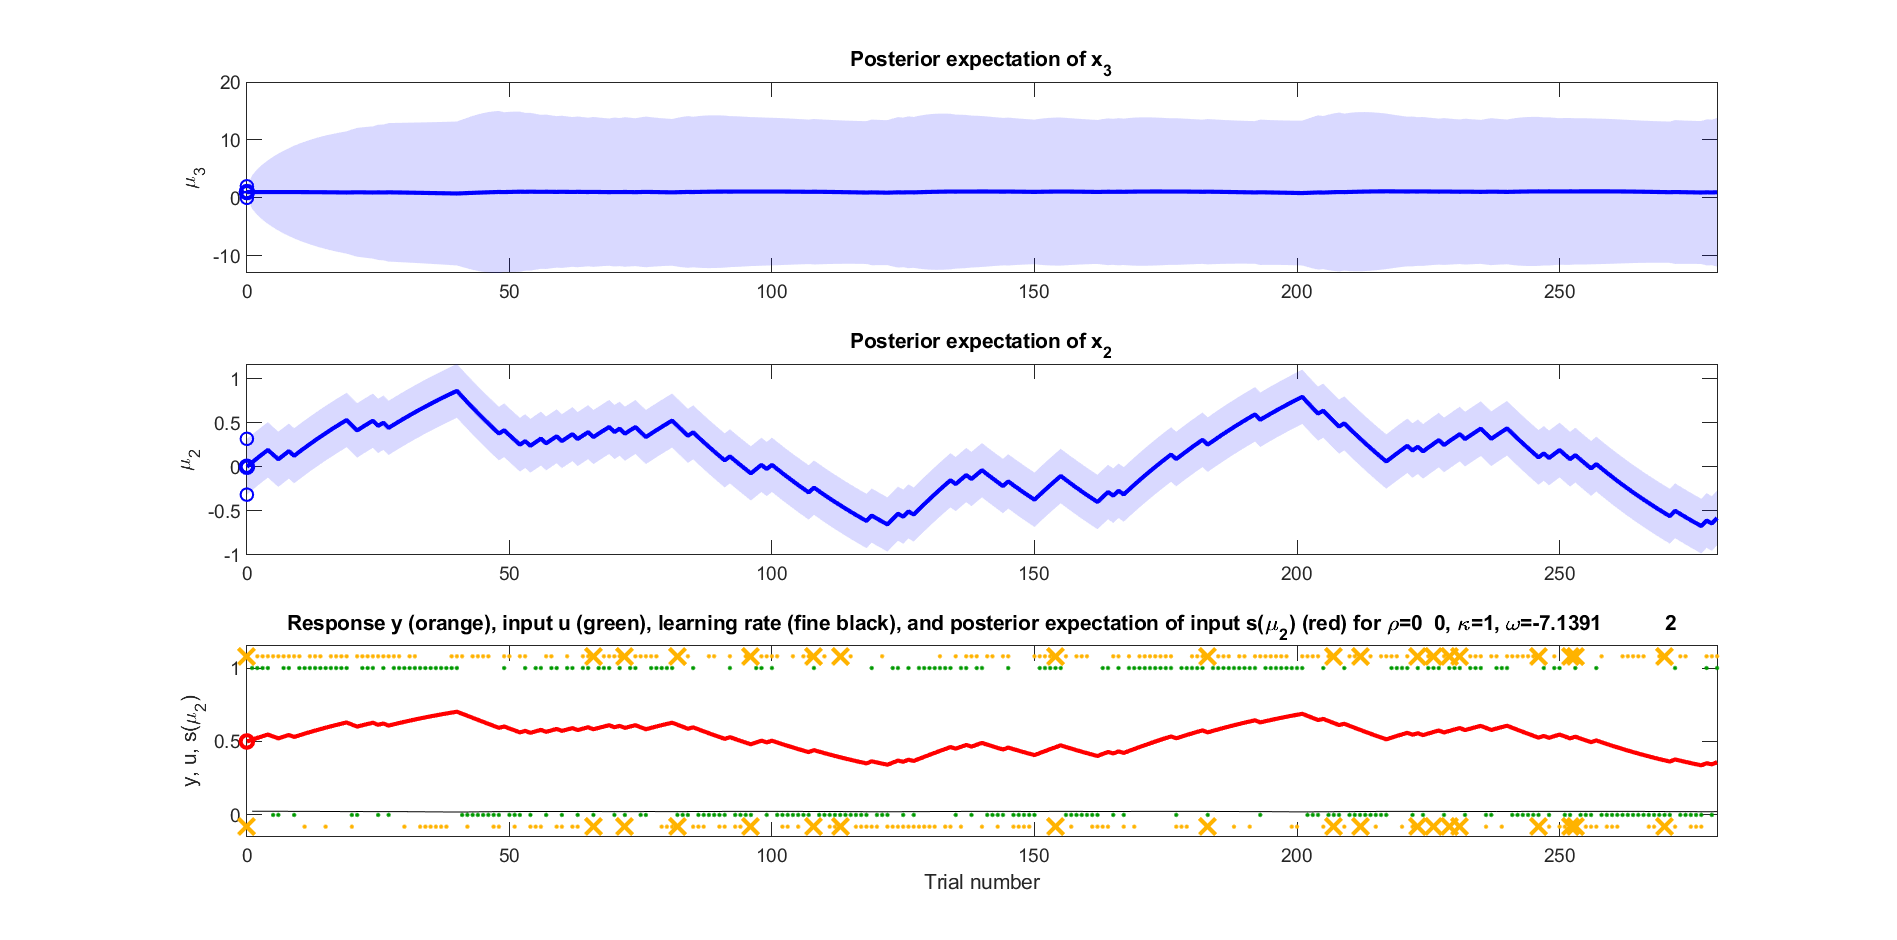 Posterior expectation of x₃
20
10
0
-10
μ₃
0 50 100 150 200 250
Posterior expectation of x₂
1
0.5
0
-0.5
-1
μ₂
0 50 100 150 200 250
Response y (orange), input u (green), learning rate (fine black), and posterior expectation of input s(μ₂) (red) for ρ=0 0, κ=1, ω=-7.1391 2
1
0.5
0
y, u, s(μ₂)
0 50 100 150 200 250
Trial number